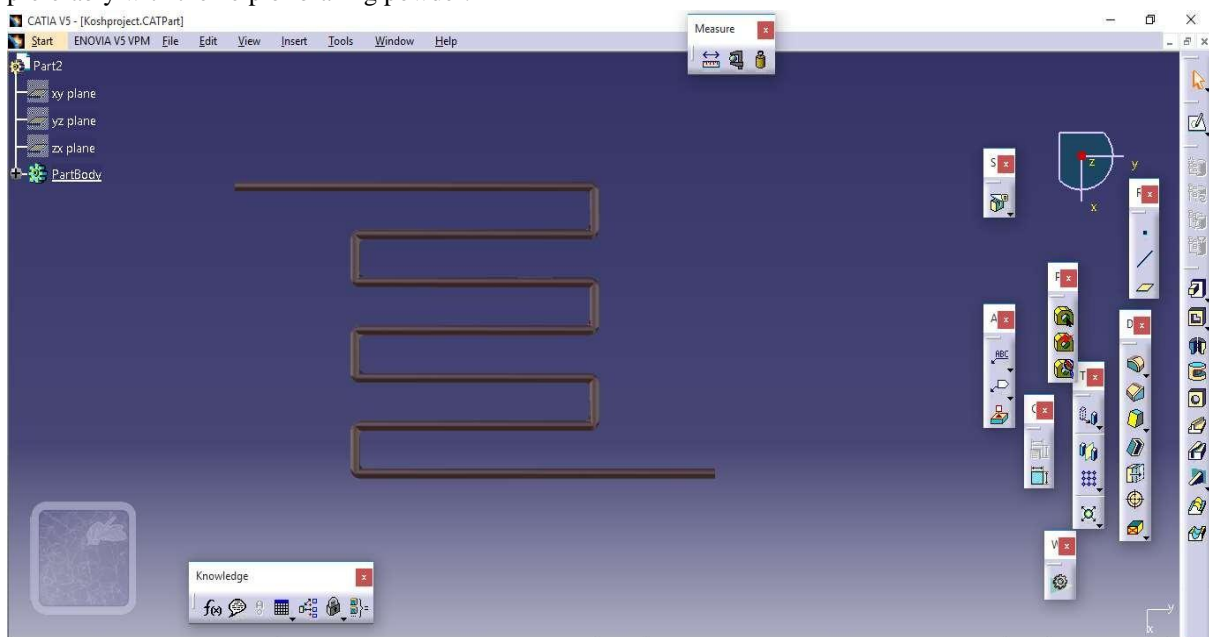 CATIA V5 - [Koshproject.CATPart]
Start ENOVIA V5 VPM File Edit View Insert Tools Window Help
Measure
Part2
xy plane
yz plane
zx plane
PartBody
S
z
y
x
F
P
A
D
ABC
T
W
Knowledge
f(x)
y
x